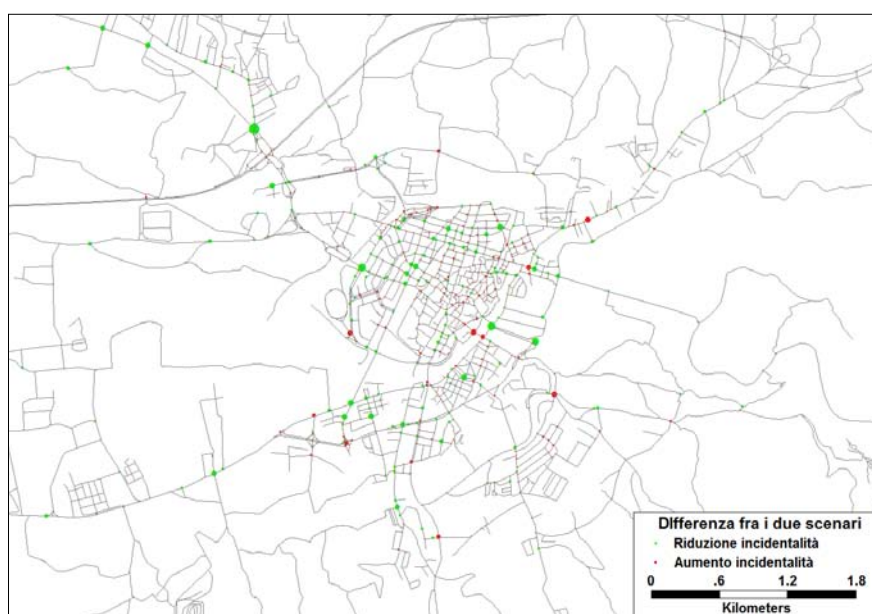 DIfferenza fra i due scenari
Riduzione incidentalità
Aumento incidentalità
0 .6 1.2 1.8
Kilometers